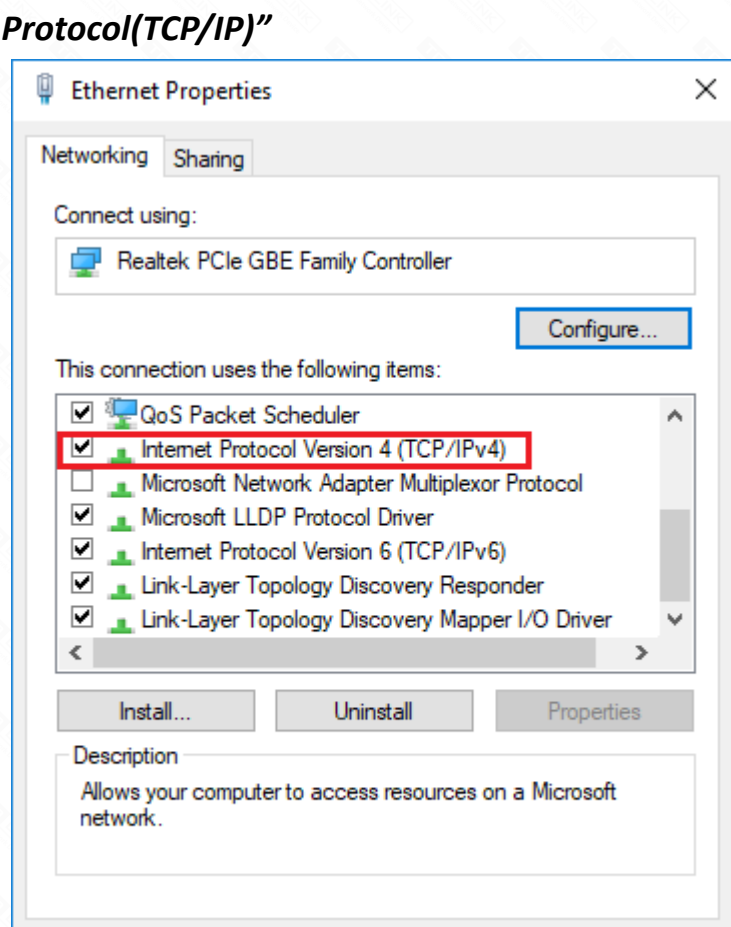 Protocol(TCP/IP)”
Ethernet Properties
Networking Sharing
Connect using:
Realtek PCIe GBE Family Controller
Configure...
This connection uses the following items:
QoS Packet Scheduler
Internet Protocol Version 4 (TCP/IPv4)
Microsoft Network Adapter Multiplexor Protocol
Microsoft LLDP Protocol Driver
Internet Protocol Version 6 (TCP/IPv6)
Link-Layer Topology Discovery Responder
Link-Layer Topology Discovery Mapper I/O Driver
Install... Uninstall Properties
Description
Allows your computer to access resources on a Microsoft
network.